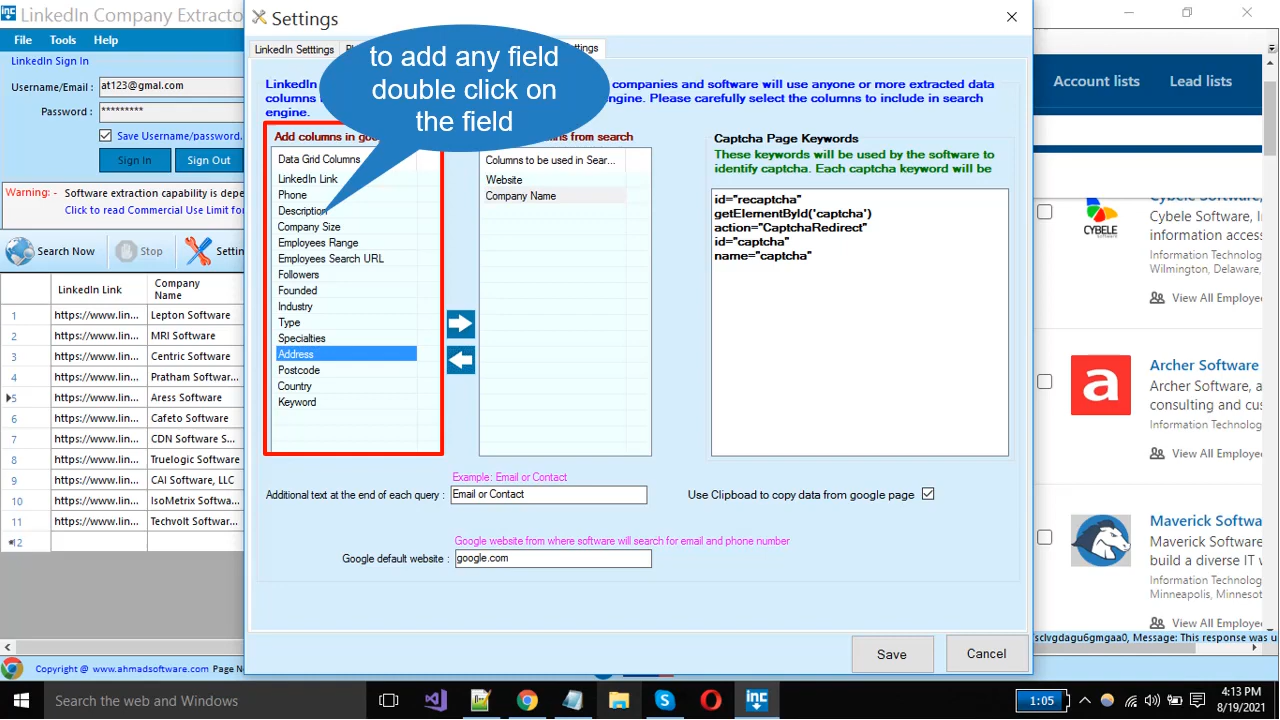 LinkedIn Company Extracto
File Tools Help
LinkedIn Sign In
Username/Email : at123@gmal.com
Password : *********
Save Username/password.
Sign In Sign Out
Warning: - Software extraction capability is depe
Click to read Commercial Use Limit for
Search Now Stop Settin
LinkedIn Link Company Name
1 https://www.lin... Lepton Software
2 https://www.lin... MRI Software
3 https://www.lin... Centric Software
4 https://www.lin... Pratham Softwar...
5 https://www.lin... Aress Software
6 https://www.lin... Cafeto Software
7 https://www.lin... CDN Software S...
8 https://www.lin... Truelogic Software
9 https://www.lin... CAI Software, LLC
10 https://www.lin... IsoMetrix Softwa...
11 https://www.lin... Techvolt Softwar...
*12
Copyright @ www.ahmadsoftware.com Page N
Settings
LinkedIn Setttings
ttings
to add any field
double click on
the field
LinkedIn
companies and software will use anyone or more extracted data
columns
ngine. Please carefully select the columns to include in search
engine.
Add columns in
from search
Data Grid Columns
LinkedIn Link
Phone
Description
Company Size
Employees Range
Employees Search URL
Followers
Founded
Industry
Type
Specialties
Address
Postcode
Country
Keyword
Columns to be used in Sear...
Website
Company Name
Captcha Page Keywords
These keywords will be used by the software to
identify captcha. Each captcha keyword will be
id="recaptcha"
getElementById('captcha')
action="CaptchaRedirect"
id="captcha"
name="captcha"
Example: Email or Contact
Additional text at the end of each query : Email or Contact
Use Clipboad to copy data from google page
Google website from where software will search for email and phone number
Google default website : google.com
Save Cancel
Account lists Lead lists
Cybele Software, I
information access
Information Technolog
Wilmington, Delaware,
CYBELE
View All Employe
a
Archer Software
Archer Software, a
consulting and cus
Information Technolog
View All Employe
Maverick Softwa
Maverick Software
build a diverse IT v
Information Technolog
Minneapolis, Minnesot
View All Employe
sclvgdagu6gmgaa0, Message: This response was u
Search the web and Windows
inc
1:05
4:13 PM
8/19/2021